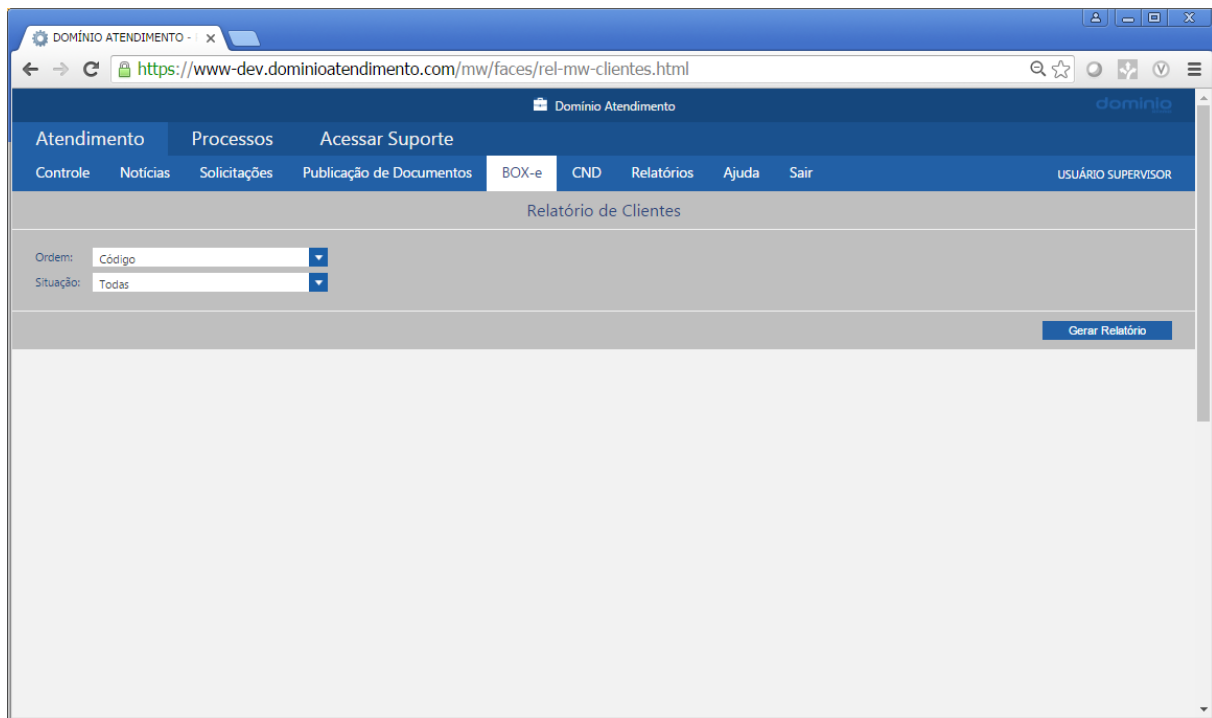 DOMÍNIO ATENDIMENTO -
https://www-dev.dominioatendimento.com/mw/faces/rel-mw-clientes.html
Domínio Atendimento
domínio
Atendimento Processos Acessar Suporte
Controle Notícias Solicitações Publicação de Documentos BOX-e CND Relatórios Ajuda Sair USUÁRIO SUPERVISOR
Relatório de Clientes
Ordem: Código
Situação: Todas
Gerar Relatório